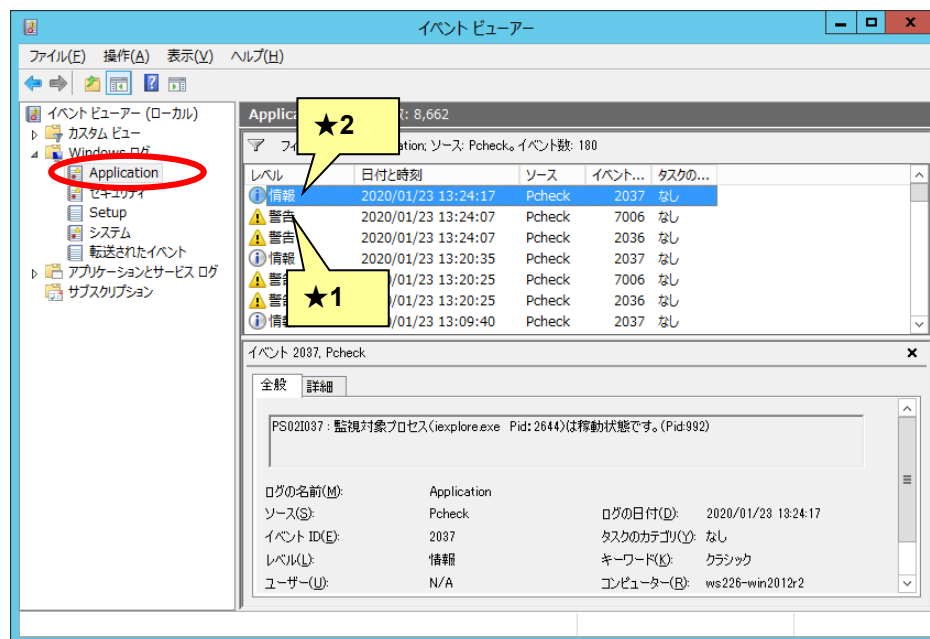 イベント ビューアー
ファイル(F) 操作(A) 表示(V) ヘルプ(H)
イベント ビューアー (ローカル)
カスタム ビュー
Windows ログ
Application
セキュリティ
Setup
システム
転送されたイベント
アプリケーションとサービス ログ
サブスクリプション
★2
8,662
ソース: Pcheck。イベント数: 180
レベル 日付と時刻 ソース イベント... タスクの...
情報 2020/01/23 13:24:17 Pcheck 2037 なし
警告 2020/01/23 13:24:07 Pcheck 7006 なし
警告 2020/01/23 13:24:07 Pcheck 2036 なし
情報 2020/01/23 13:20:35 Pcheck 2037 なし
/01/23 13:20:25 Pcheck 7006 なし
/01/23 13:20:25 Pcheck 2036 なし
/01/23 13:09:40 Pcheck 2037 なし
★1
イベント 2037, Pcheck
全般 詳細
PS02I037 : 監視対象プロセス(iexplore.exe Pid: 2644)は稼動状態です。(Pid:992)
ログの名前(M): Application
ソース(S): Pcheck ログの日付(D): 2020/01/23 13:24:17
イベント ID(E): 2037 タスクのカテゴリ(Y): なし
レベル(L): 情報 キーワード(K): クラシック
ユーザー(U): N/A コンピューター(R): ws226-win2012r2